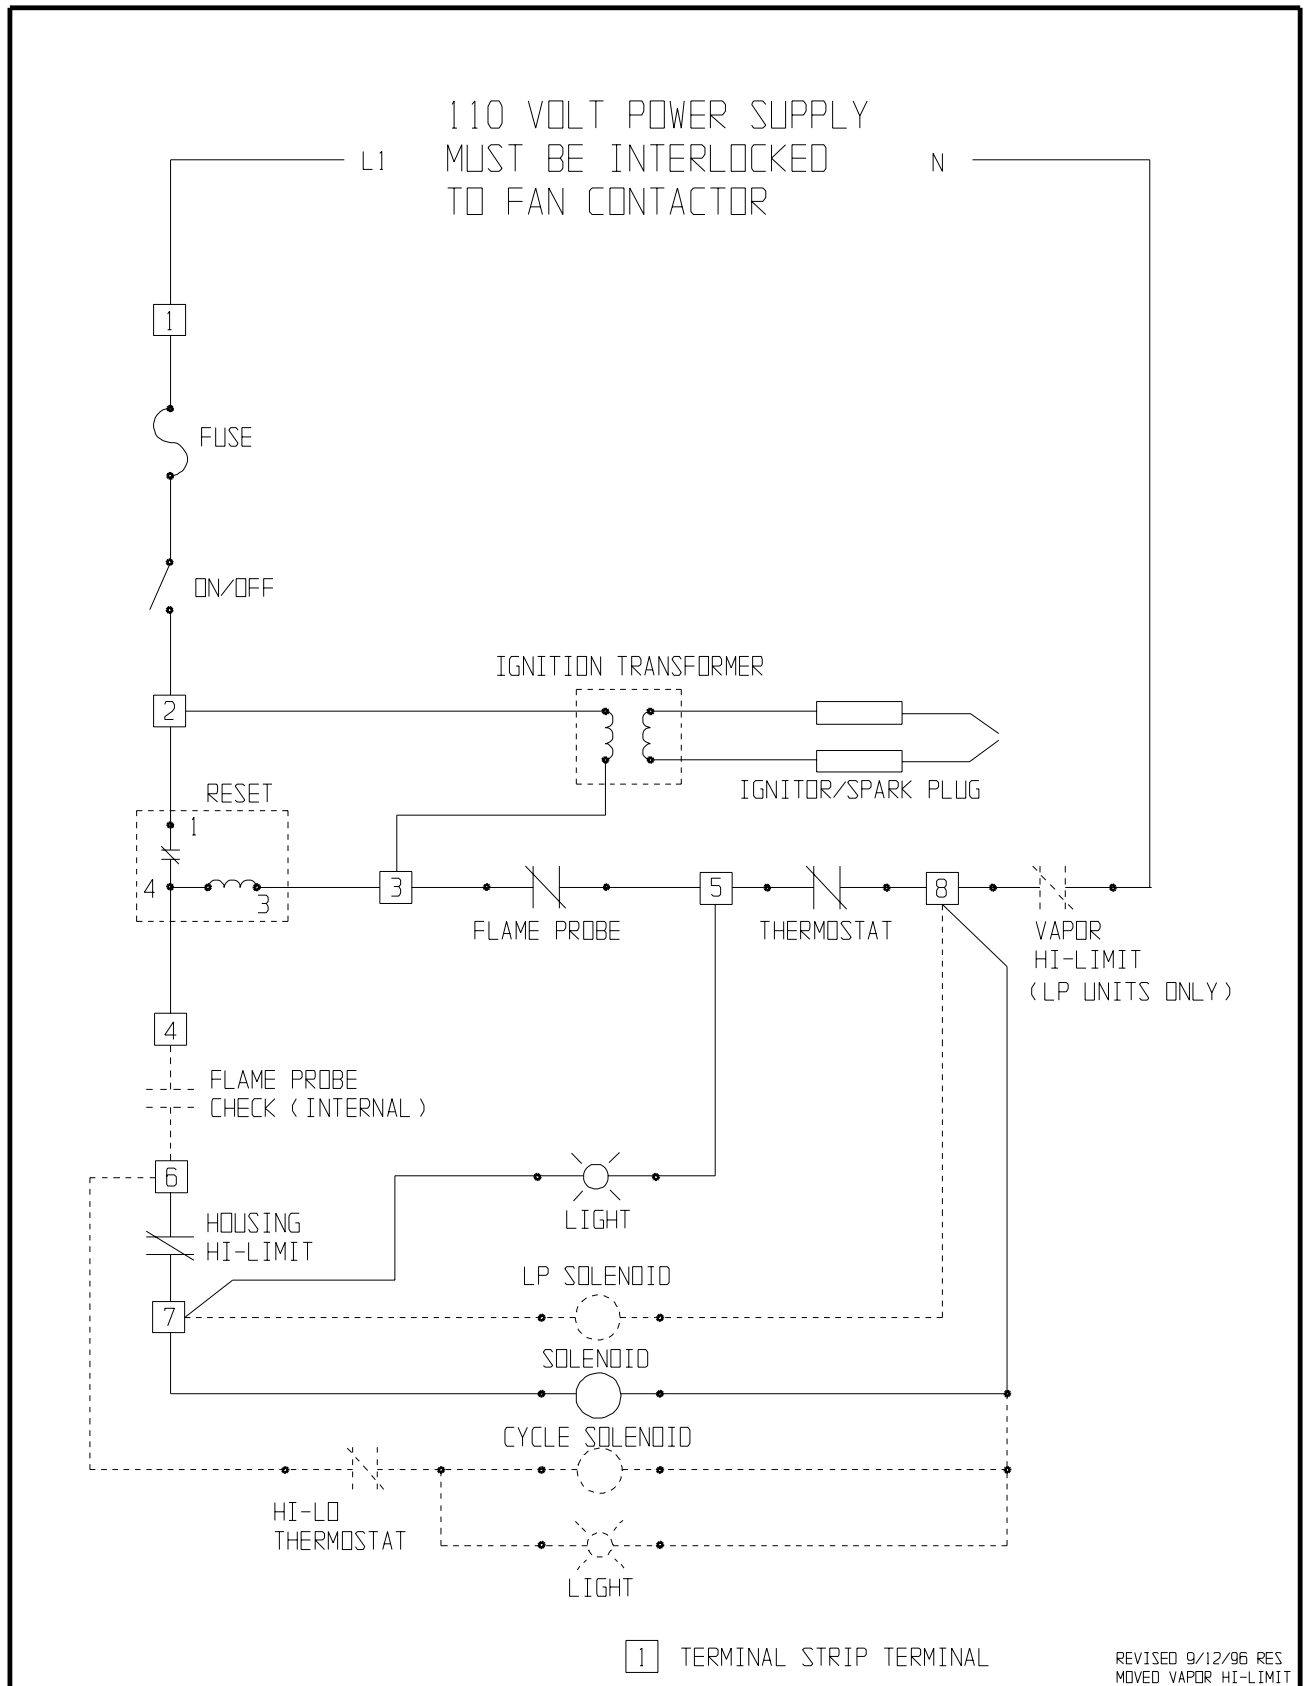 110 VOLT POWER SUPPLY
L1 MUST BE INTERLOCKED N
TO FAN CONTACTOR
1
FUSE
ON/OFF
IGNITION TRANSFORMER
2
RESET
IGNITOR/SPARK PLUG
1
4
3
3
5
8
FLAME PROBE
THERMOSTAT
VAPOR
HI-LIMIT
(LP UNITS ONLY)
4
FLAME PROBE
CHECK (INTERNAL)
6
HOUSING
HI-LIMIT
LIGHT
LP SOLENOID
7
SOLENOID
CYCLE SOLENOID
HI-LO
THERMOSTAT
LIGHT
1 TERMINAL STRIP TERMINAL
REVISED 9/12/96 RES
MOVED VAPOR HI-LIMIT